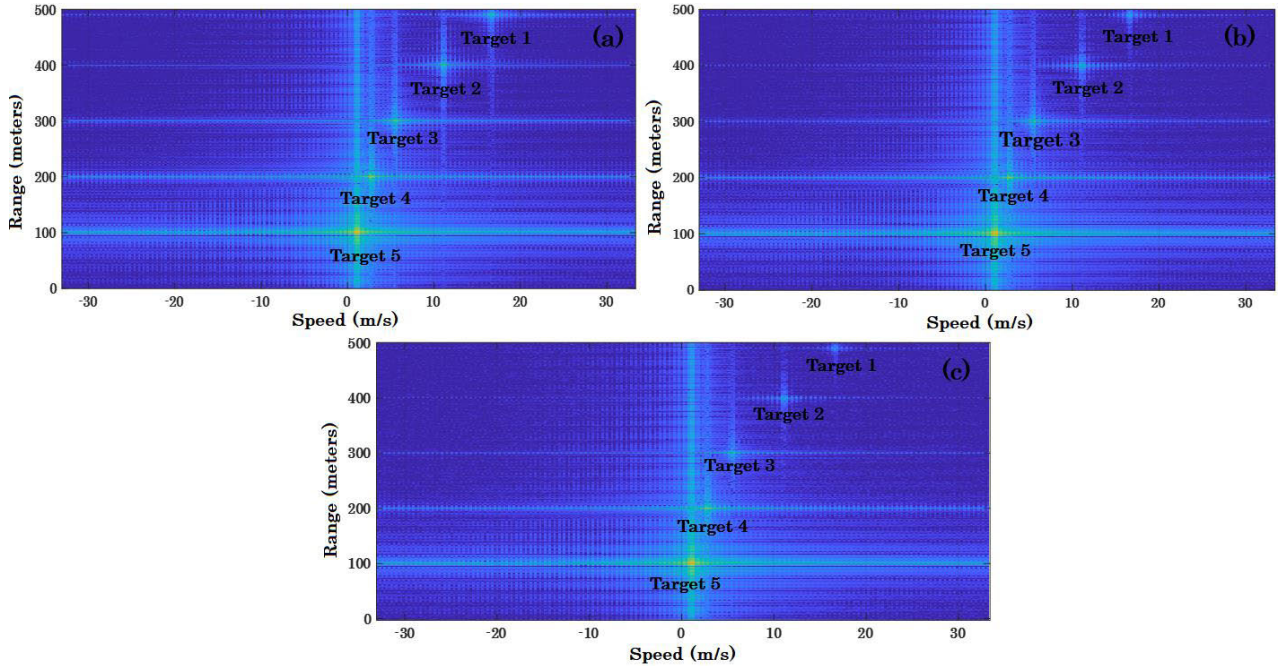 500
400
300
200
100
0
Range (meters)
-30
-20
-10
0
10
20
30
Speed (m/s)
(a)
Target 1
Target 2
Target 3
Target 4
Target 5
500
400
300
200
100
0
Range (meters)
-30
-20
-10
0
10
20
30
Speed (m/s)
(b)
Target 1
Target 2
Target 3
Target 4
Target 5
500
400
300
200
100
0
Range (meters)
-30
-20
-10
0
10
20
30
Speed (m/s)
(c)
Target 1
Target 2
Target 3
Target 4
Target 5